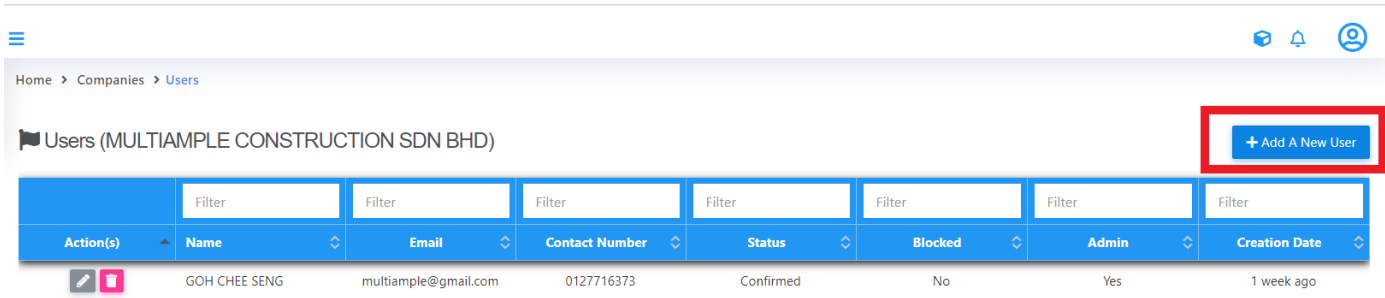 Home > Companies > Users
Users (MULTIAMPLE CONSTRUCTION SDN BHD)
+ Add A New User
Filter Filter Filter Filter Filter Filter Filter
Action(s) Name Email Contact Number Status Blocked Admin Creation Date
GOH CHEE SENG multiample@gmail.com 0127716373 Confirmed No Yes 1 week ago